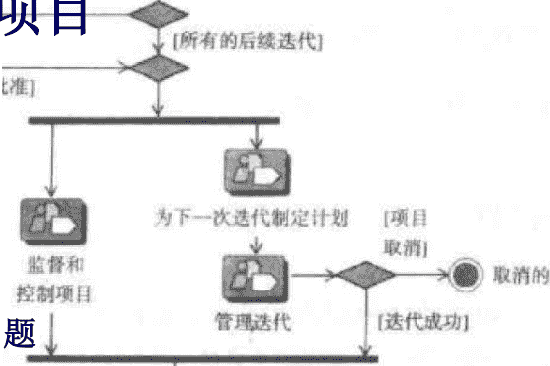 项目
[所有的后续迭代]
批准]
为下一次迭代制定计划
[项目
取消]
监督和
控制项目
取消的
管理迭代
[迭代成功]
题